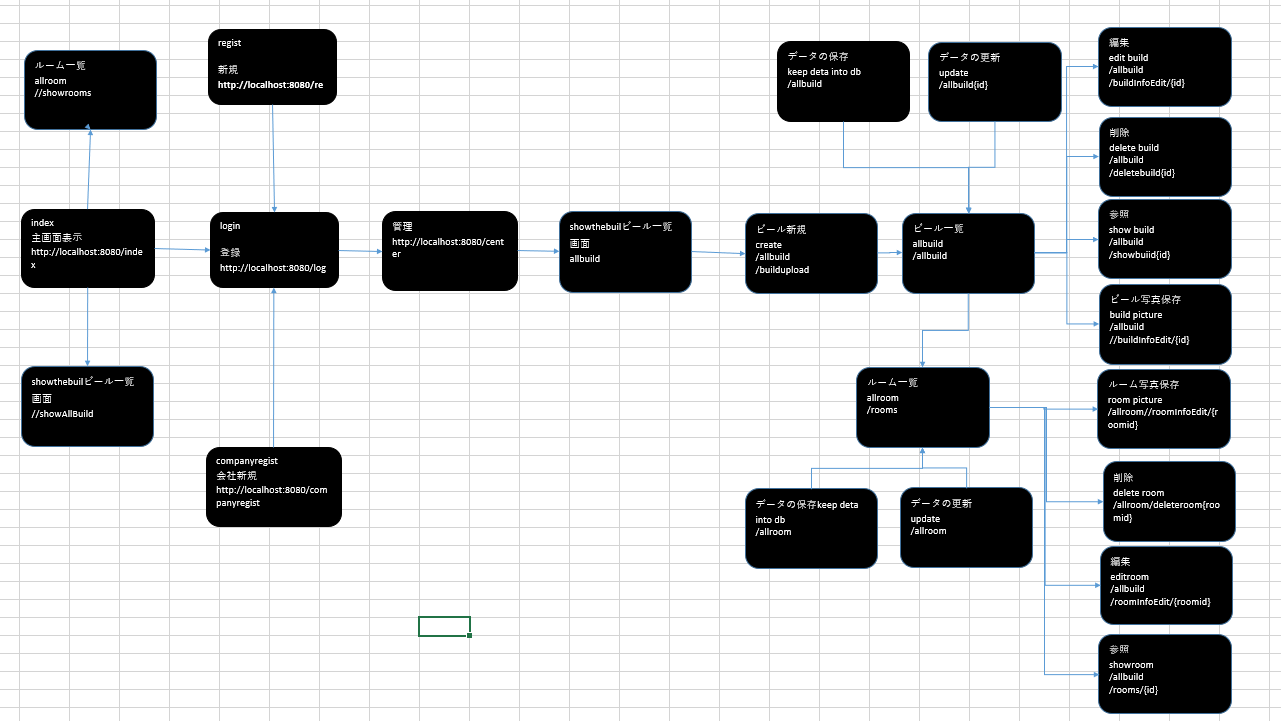 ルーム一覧
allroom
//showrooms
regist
新規
http://localhost:8080/re
index
主画面表示
http://localhost:8080/inde
x
login
登録
http://localhost:8080/log
管理
http://localhost:8080/cent
er
showthebuilビール一覧
画面
allbuild
showthebuilビール一覧
画面
//showAllBuild
companyregist
会社新規
http://localhost:8080/com
panyregist
データの保存
keep deta into db
/allbuild
データの更新
update
/allbuild{id}
ビール新規
create
/allbuild
/buildupload
ビール一覧
allbuild
/allbuild
ルーム一覧
allroom
/rooms
データの保存keep deta
into db
/allroom
データの更新
update
/allroom
編集
edit build
/allbuild
/buildInfoEdit/{id}
削除
delete build
/allbuild
/deletebuild{id}
参照
show build
/allbuild
/showbuiid{id}
ビール写真保存
build picture
/allbuild
//buildInfoEdit/{id}
ルーム写真保存
room picture
/allroom//roomInfoEdit/{r
oomid}
削除
delete room
/allroom/deleteroom{roo
mid}
編集
editroom
/allbuild
/roomInfoEdit/{roomid}
参照
showroom
/allbuild
/rooms/{id}